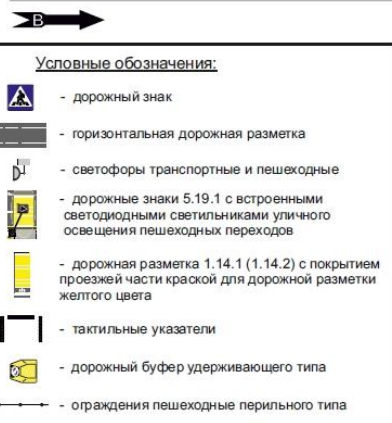 В
Условные обозначения:
- дорожный знак
- горизонтальная дорожная разметка
- светофоры транспортные и пешеходные
- дорожные знаки 5.19.1 с встроенными
светодиодными светильниками уличного
освещения пешеходных переходов
- дорожная разметка 1.14.1 (1.14.2) с покрытием
проезжей части краской для дорожной разметки
желтого цвета
- тактильные указатели
- дорожный буфер удерживающего типа
- ограждения пешеходные перильного типа